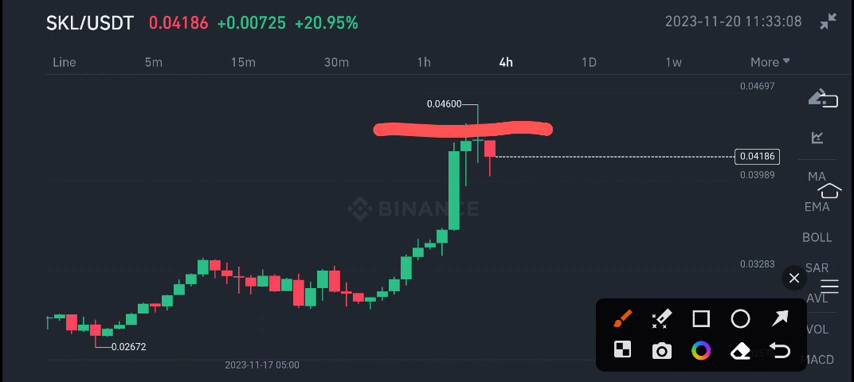 SKL/USDT 0.04186 +0.00725 +20.95% 2023-11-20 11:33:08
Line 5m 15m 30m 1h 4h 1D 1w More
0.04697
0.04600
0.04186
0.03989
MA
BINANCE
EMA
BOLL
0.03283
SAR
AVL
VOL
0.02672
MACD
2023-11-17 05:00